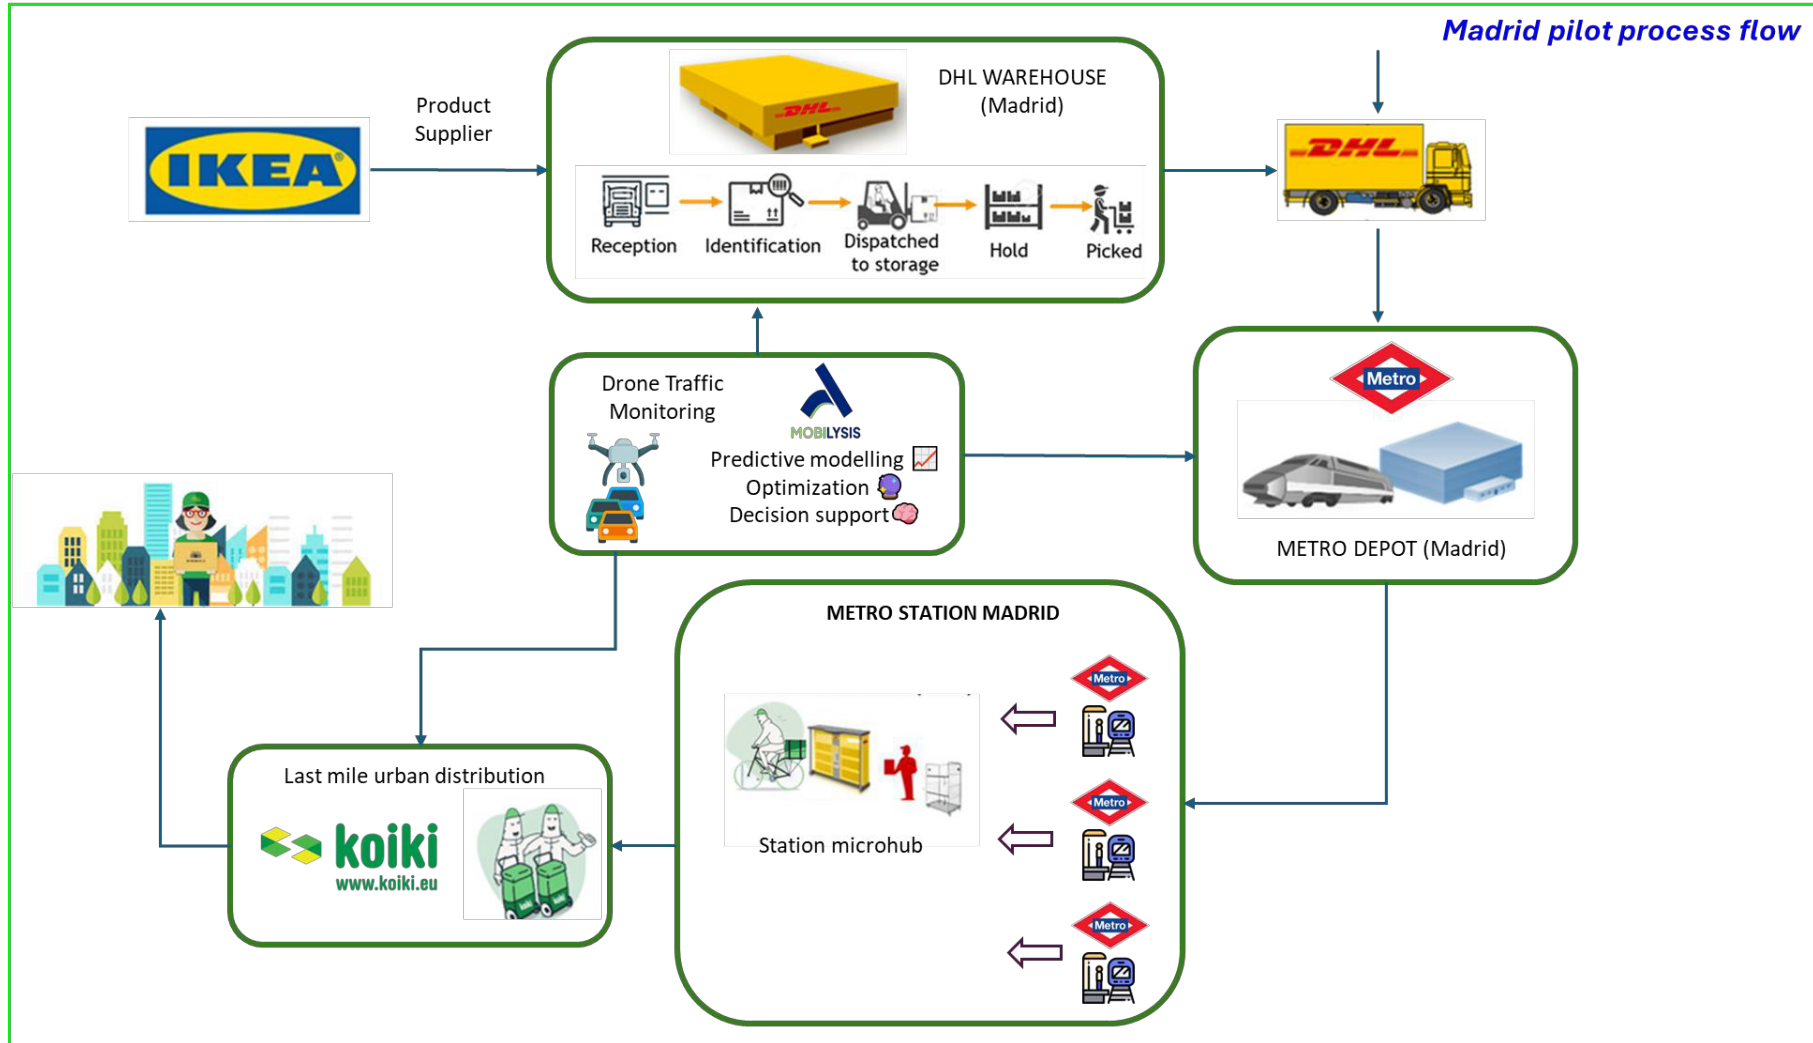 Madrid pilot process flow
Product
Supplier
IKEA
DHL
DHL WAREHOUSE
(Madrid)
DHL
Reception
Identification
Dispatched
to storage
Hold
Picked
Drone Traffic
Monitoring
MOBILYSIS
Predictive modelling
Optimization
Decision support
Metro
METRO DEPOT (Madrid)
METRO STATION MADRID
Metro
Metro
Metro
Station microhub
Last mile urban distribution
koiki
www.koiki.eu
koiki
koiki